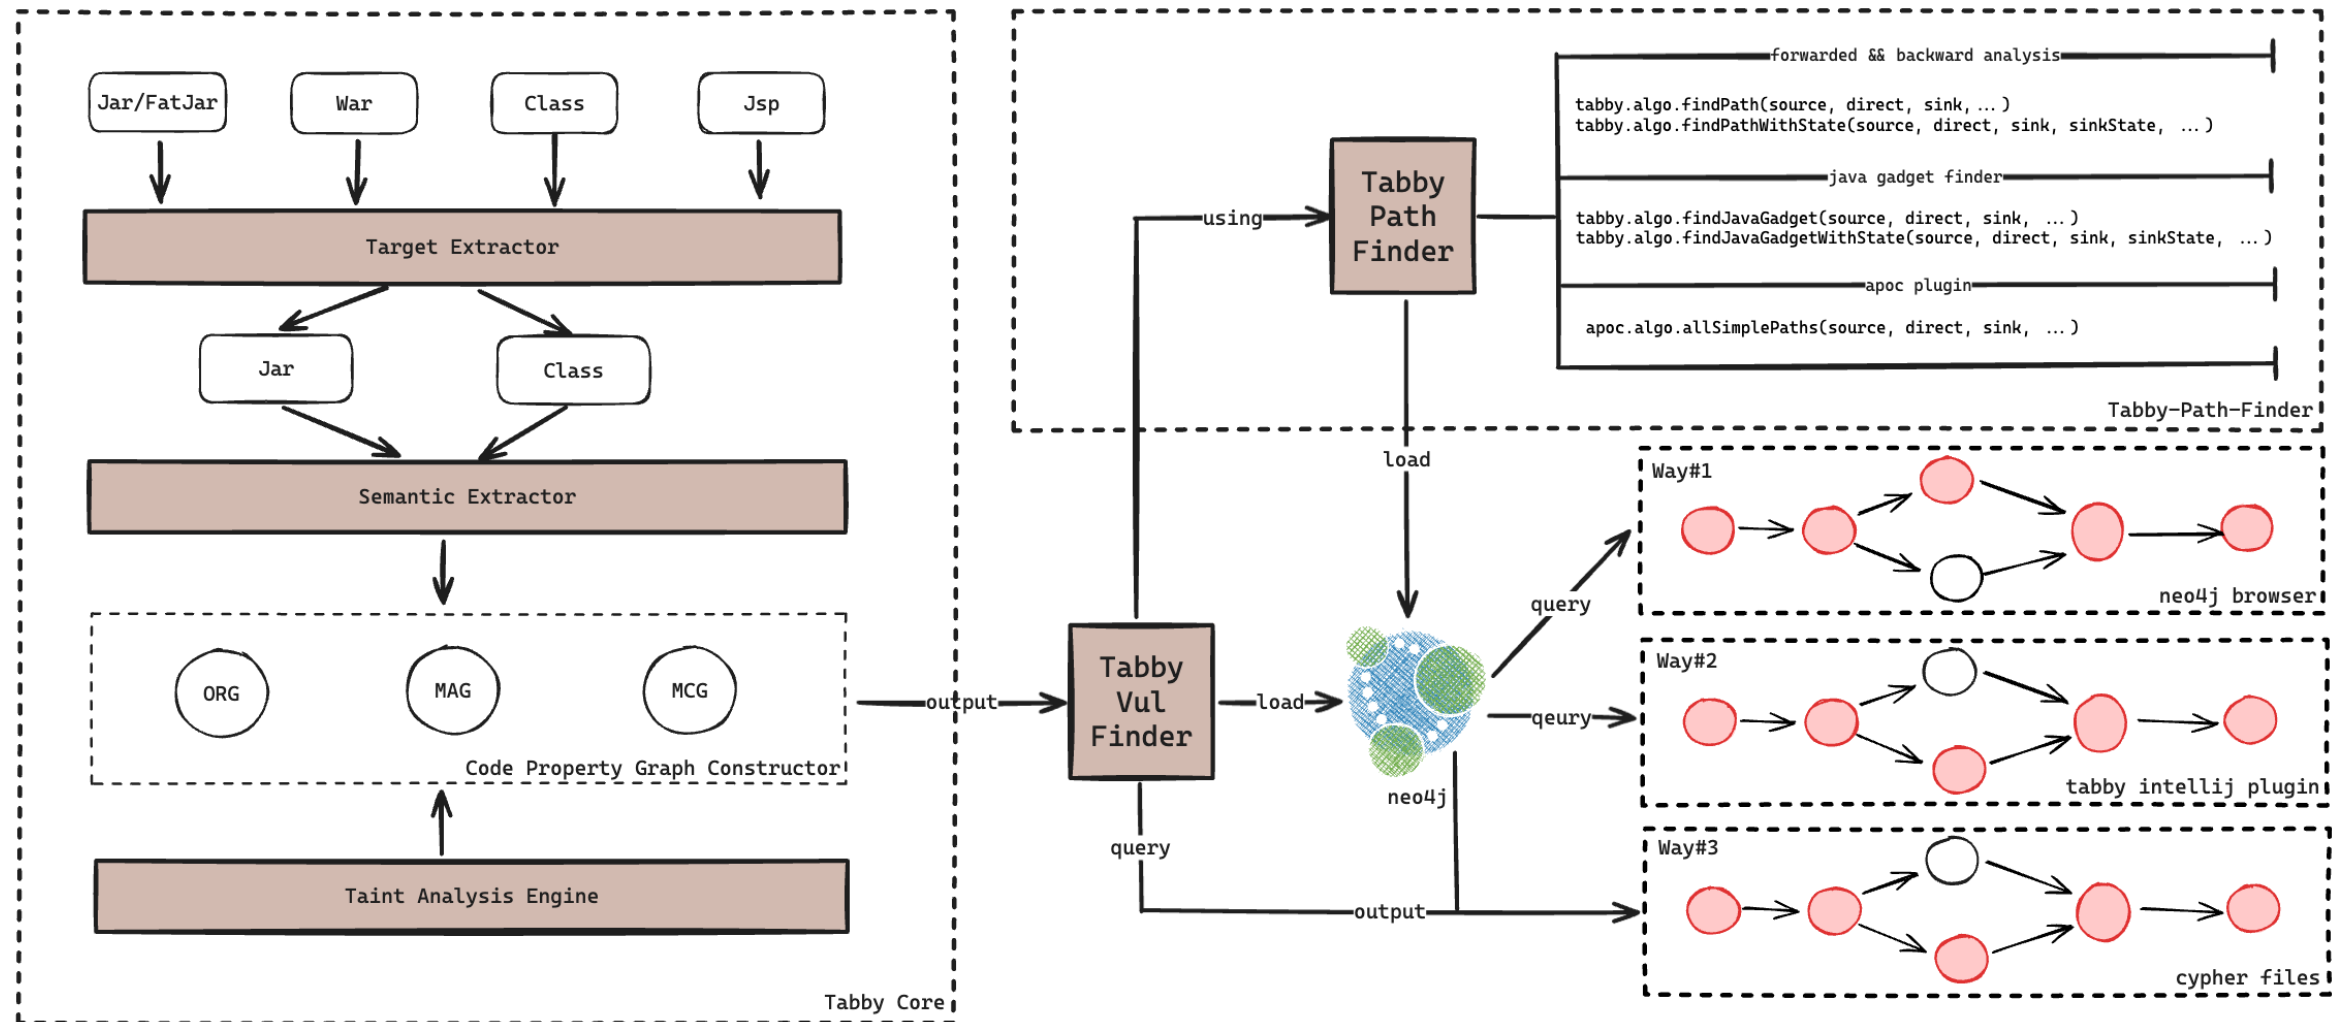 Jar/FatJar
War
Class
Jsp
Target Extractor
Jar
Class
Semantic Extractor
ORG
MAG
MCG
Code Property Graph Constructor
Taint Analysis Engine
Tabby Core
output
Tabby
Vul
Finder
using
Tabby
Path
Finder
forwarded && backward analysis
tabby.algo.findPath(source, direct, sink, ...)
tabby.algo.findPathWithState(source, direct, sink, sinkState, ...)
java gadget finder
tabby.algo.findJavaGadget(source, direct, sink, ...)
tabby.algo.findJavaGadgetWithState(source, direct, sink, sinkState, ...)
apoc plugin
apoc.algo.allSimplePaths(source, direct, sink, ...)
Tabby-Path-Finder
load
load
neo4j
query
qeury
query
output
Way#1
neo4j browser
Way#2
tabby intellij plugin
Way#3
cypher files